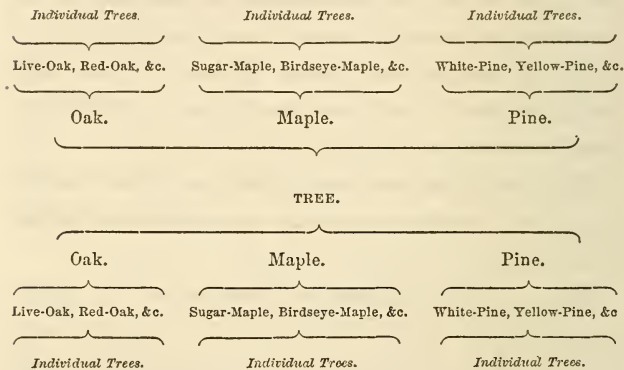 Individual Trees. Individual Trees. Individual Trees.
Live-Oak, Red-Oak, &c. Sugar-Maple, Birdseye-Maple, &c. White-Pine, Yellow-Pine, &c.
Oak. Maple. Pine.
TREE.
Oak. Maple. Pine.
Live-Oak, Red-Oak, &c. Sugar-Maple, Birdseye-Maple, &c. White-Pine, Yellow-Pine, &c
Individual Trees. Individual Trees. Individual Trees.